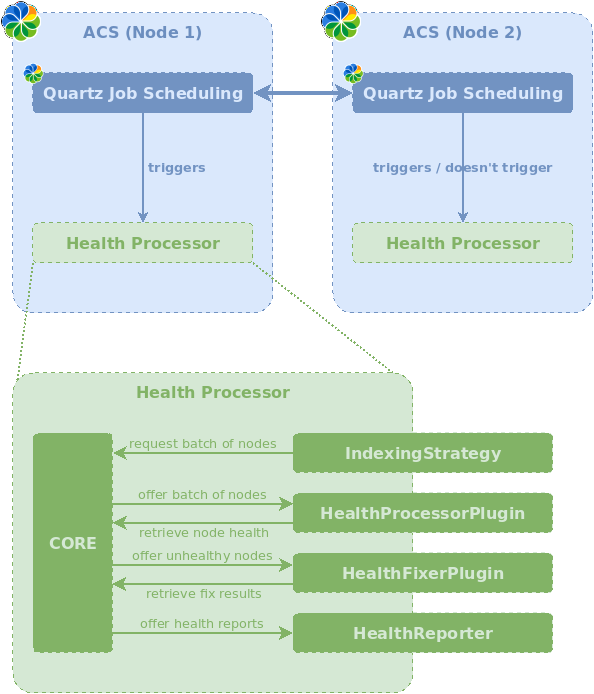 ACS (Node 1)
ACS (Node 2)
Quartz Job Scheduling
Quartz Job Scheduling
triggers
triggers / doesn't trigger
Health Processor
Health Processor
Health Processor
CORE
request batch of nodes
IndexingStrategy
offer batch of nodes
HealthProcessorPlugin
retrieve node health
offer unhealthy nodes
HealthFixerPlugin
retrieve fix results
offer health reports
HealthReporter